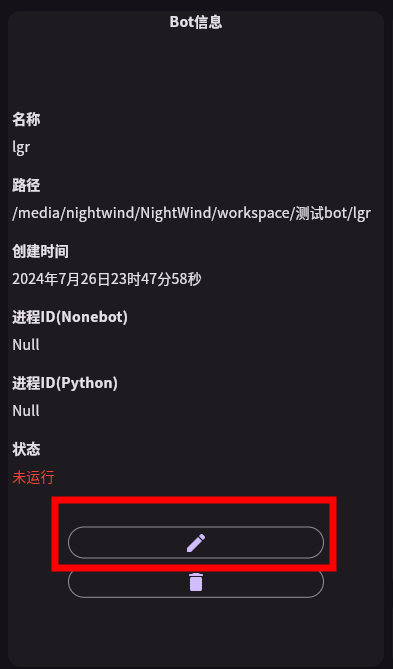 Bot信息
名称
lgr
路径
/media/nightwind/NightWind/workspace/测试bot/lgr
创建时间
2024年7月26日23时47分58秒
进程ID(Nonebot)
Null
进程ID(Python)
Null
状态
未运行